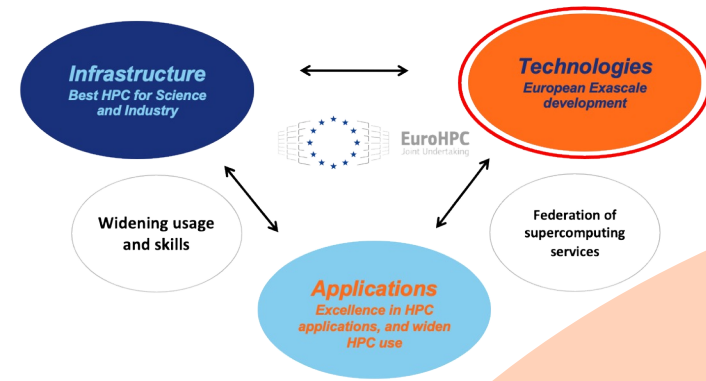 Infrastructure
Best HPC for Science
and Industry
Technologies
European Exascale
development
EuroHPC
Joint Undertaking
Widening usage
and skills
Federation of
supercomputing
services
Applications
Excellence in HPC
applications, and widen
HPC use